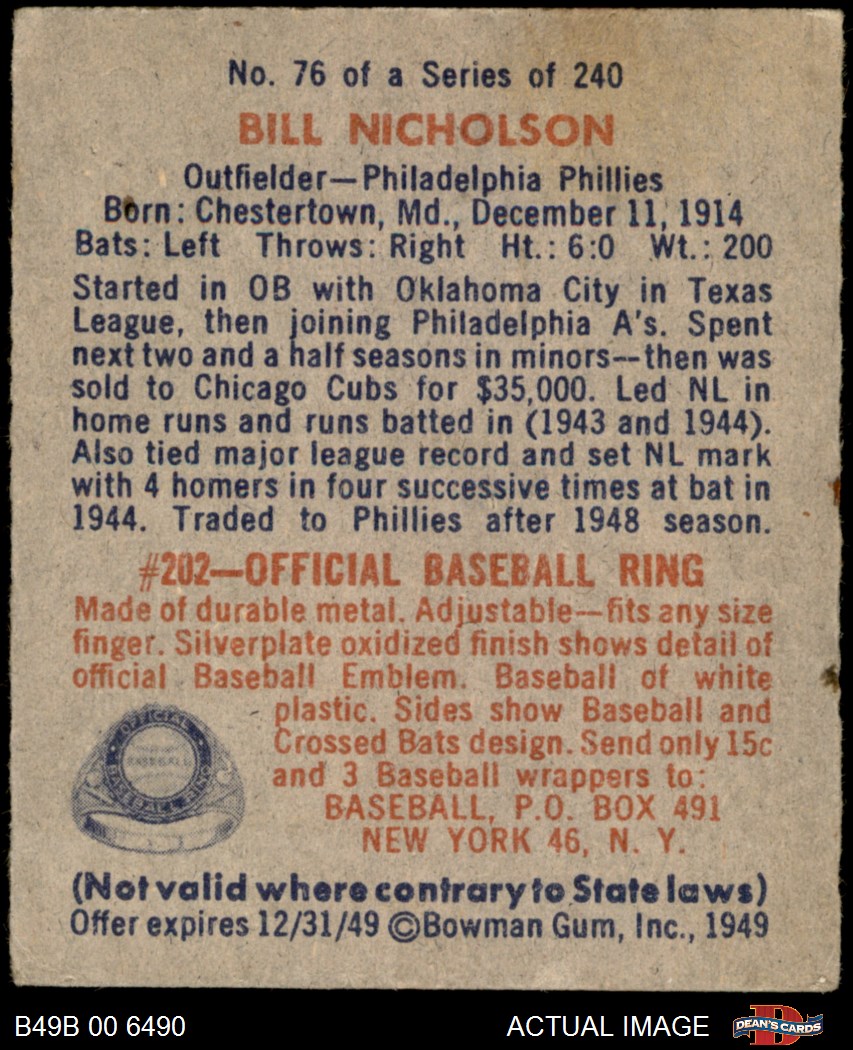 No. 76 of a Series of 240
BILL NICHOLSON
Outfielder—Philadelphia Phillies
Born: Chestertown, Md., December 11, 1914
Bats: Left Throws: Right Ht.: 6:0 Wt.: 200
Started in OB with Oklahoma City in Texas
League, then joining Philadelphia A's. Spent
next two and a half seasons in minors--then was
sold to Chicago Cubs for $35,000. Led NL in
home runs and runs batted in (1943 and 1944).
Also tied major league record and set NL mark
with 4 homers in four successive times at bat in
1944. Traded to Phillies after 1948 season.
#202—OFFICIAL BASEBALL RING
Made of durable metal. Adjustable—fits any size
finger. Silverplate oxidized finish shows detail of
official Baseball Emblem. Baseball of white
plastic. Sides show Baseball and
Crossed Bats design. Send only 15c
and 3 Baseball wrappers to:
BASEBALL, P.O. BOX 491
NEW YORK 46, N. Y.
OFFICIAL
BASEBALL RING
(Not valid where contrary to State laws)
Offer expires 12/31/49 ©Bowman Gum, Inc., 1949
B49B 00 6490
ACTUAL IMAGE
D
DEAN'S CARDS